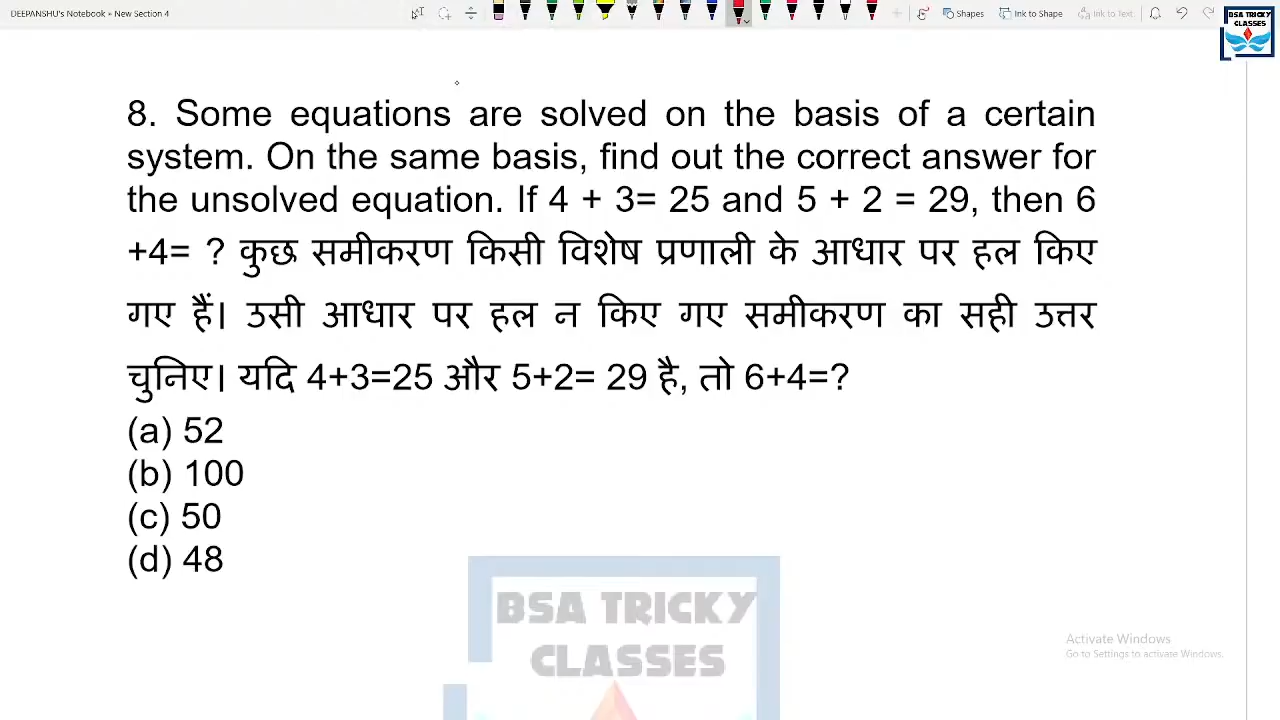 DEEPANSHU's Notebook » New Section 4
Shapes Ink to Shape Ink to Text
BSA TRICKY
CLASSES
8. Some equations are solved on the basis of a certain
system. On the same basis, find out the correct answer for
the unsolved equation. If 4 + 3= 25 and 5 + 2 = 29, then 6
+4= ? कुछ समीकरण किसी विशेष प्रणाली के आधार पर हल किए
गए हैं। उसी आधार पर हल न किए गए समीकरण का सही उत्तर
चुनिए। यदि 4+3=25 और 5+2= 29 है, तो 6+4=?
(a) 52
(b) 100
(c) 50
(d) 48
BSA TRICKY
CLASSES
Activate Windows
Go to Settings to activate Windows.